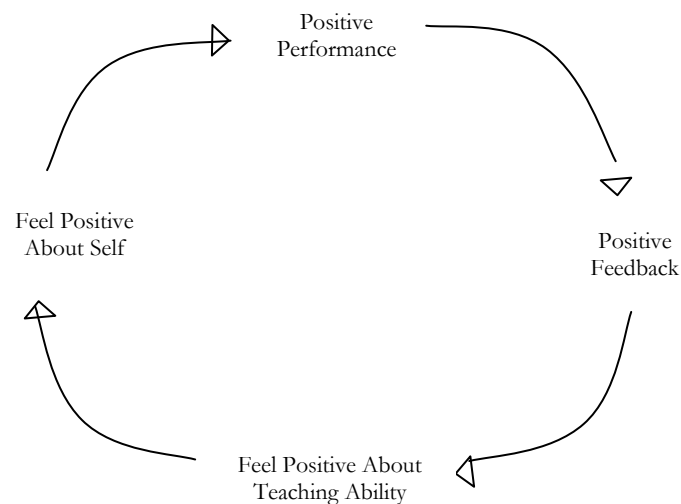 Positive
Performance
Feel Positive
About Self
Positive
Feedback
Feel Positive About
Teaching Ability